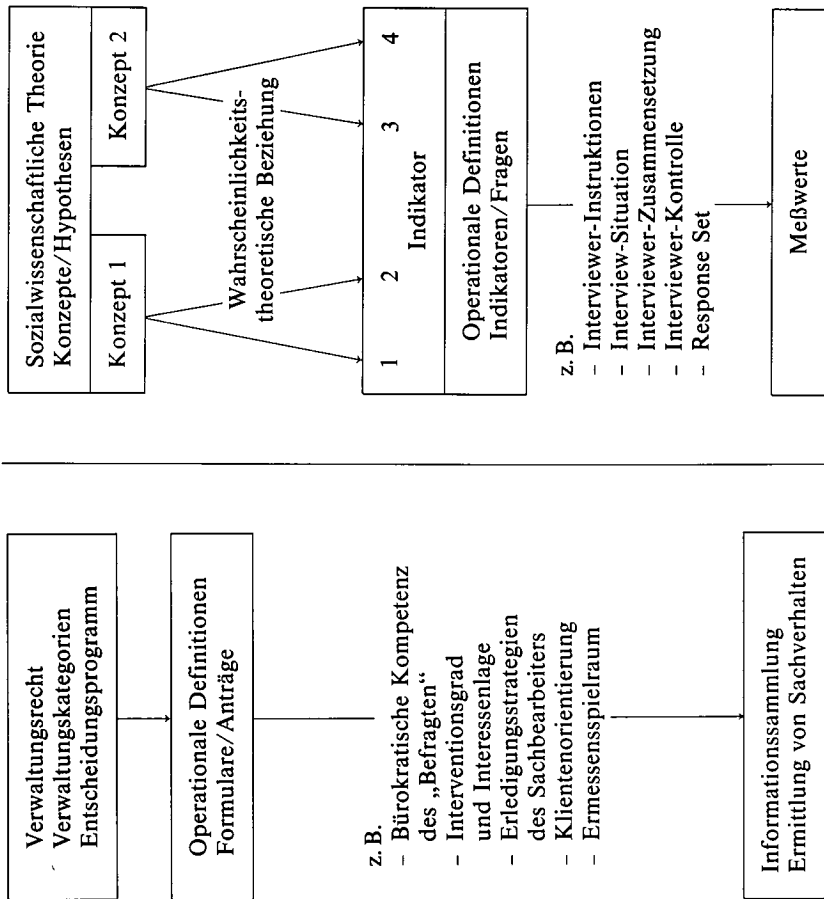 Verwaltungsrecht
Verwaltungskategorien
Entscheidungsprogramm
Operationale Definitionen
Formulare/Anträge
z. B.
– Bürokratische Kompetenz
des „Befragten“
– Interventionsgrad
und Interessenlage
– Erledigungsstrategien
des Sachbearbeiters
– Klientenorientierung
– Ermessensspielraum
Informationssammlung
Ermittlung von Sachverhalten
Sozialwissenschaftliche Theorie
Konzepte/Hypothesen
Konzept 1
Konzept 2
Wahrscheinlichkeits-
theoretische Beziehung
1 2 3 4
Indikator
Operationale Definitionen
Indikatoren/Fragen
z. B.
– Interviewer-Instruktionen
– Interview-Situation
– Interviewer-Zusammensetzung
– Interviewer-Kontrolle
– Response Set
Meßwerte